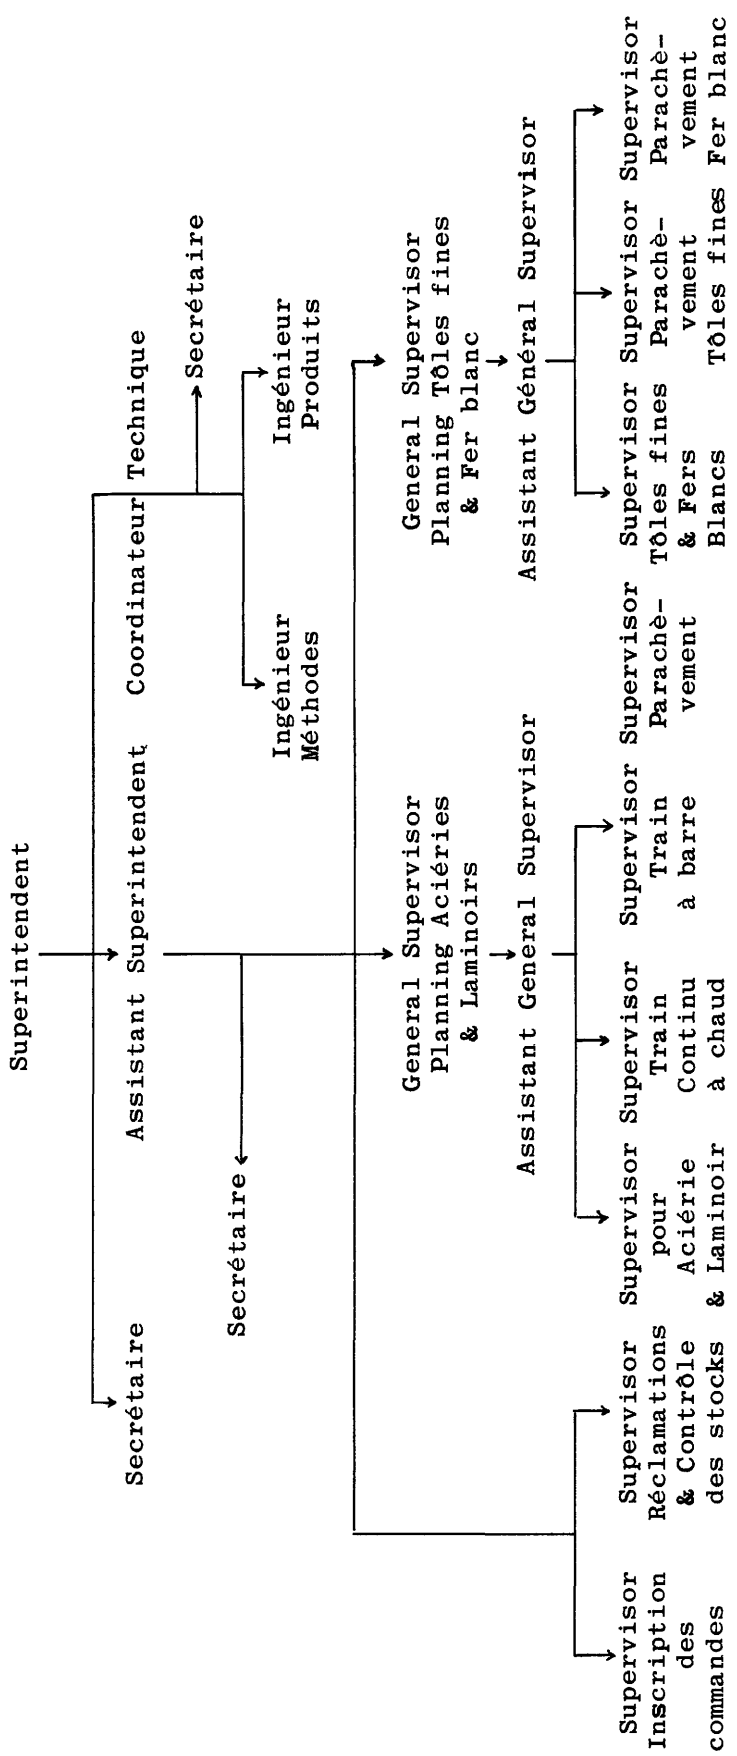 Superintendent
Secrétaire
Assistant Superintendent
Coordinateur Technique
Secrétaire
Secrétaire
Ingénieur
Méthodes
Ingénieur
Produits
General Supervisor
Planning Aciéries
& Laminoirs
General Supervisor
Planning Tôles fines
& Fer blanc
Assistant General Supervisor
Assistant Général Supervisor
Supervisor
Inscription
des
commandes
Supervisor
Réclamations
& Contrôle
des stocks
Supervisor
pour
Aciérie
& Laminoir
Supervisor
Train
Continu
à chaud
Supervisor
Train
à barre
Supervisor
Parachè-
vement
Supervisor
Tôles fines
& Fers
Blancs
Supervisor
Parachè-
vement
Tôles fines
Supervisor
Parachè-
vement
Fer blanc